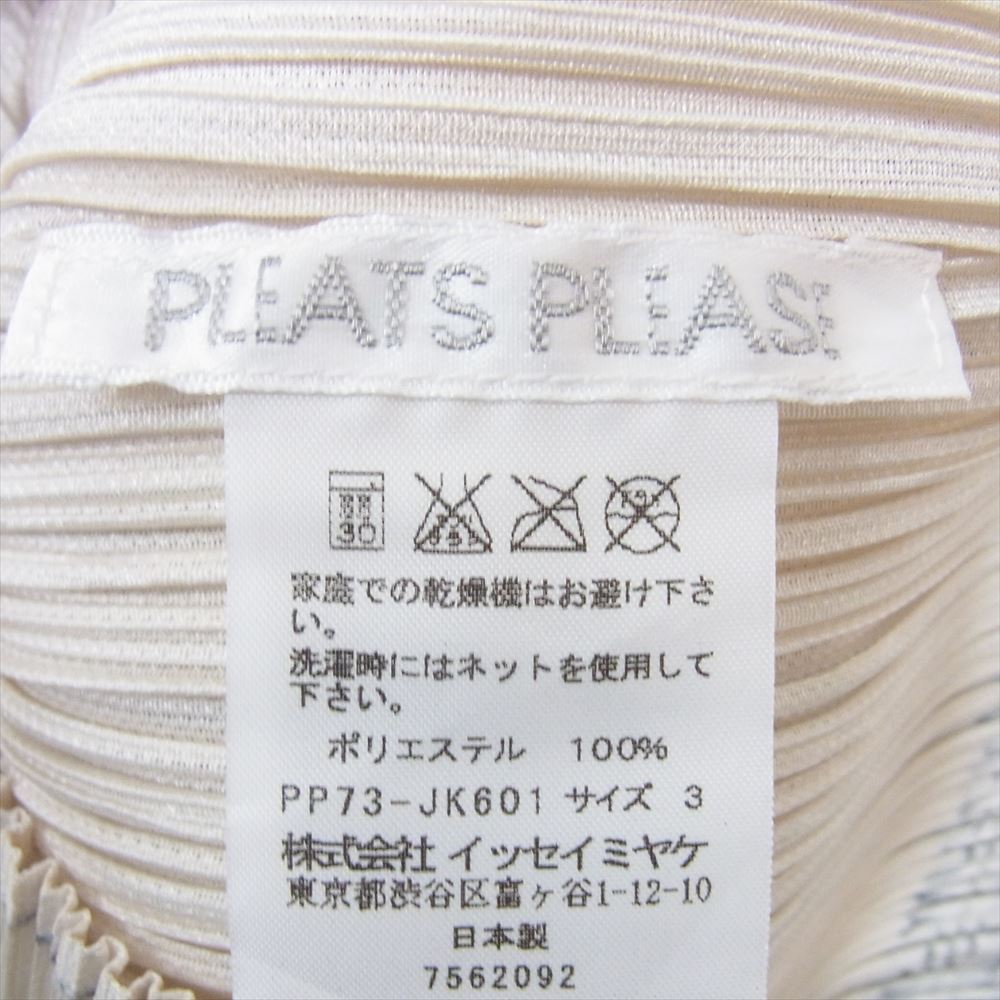 PLEATS PLEASE
30
家庭での乾燥機はお避け下さ
い。
洗濯時にはネットを使用して
下さい。
ポリエステル 100%
PP73-JK601 サイズ 3
株式会社 イッセイミヤケ
東京都渋谷区富ヶ谷1-12-10
日本製
7562092